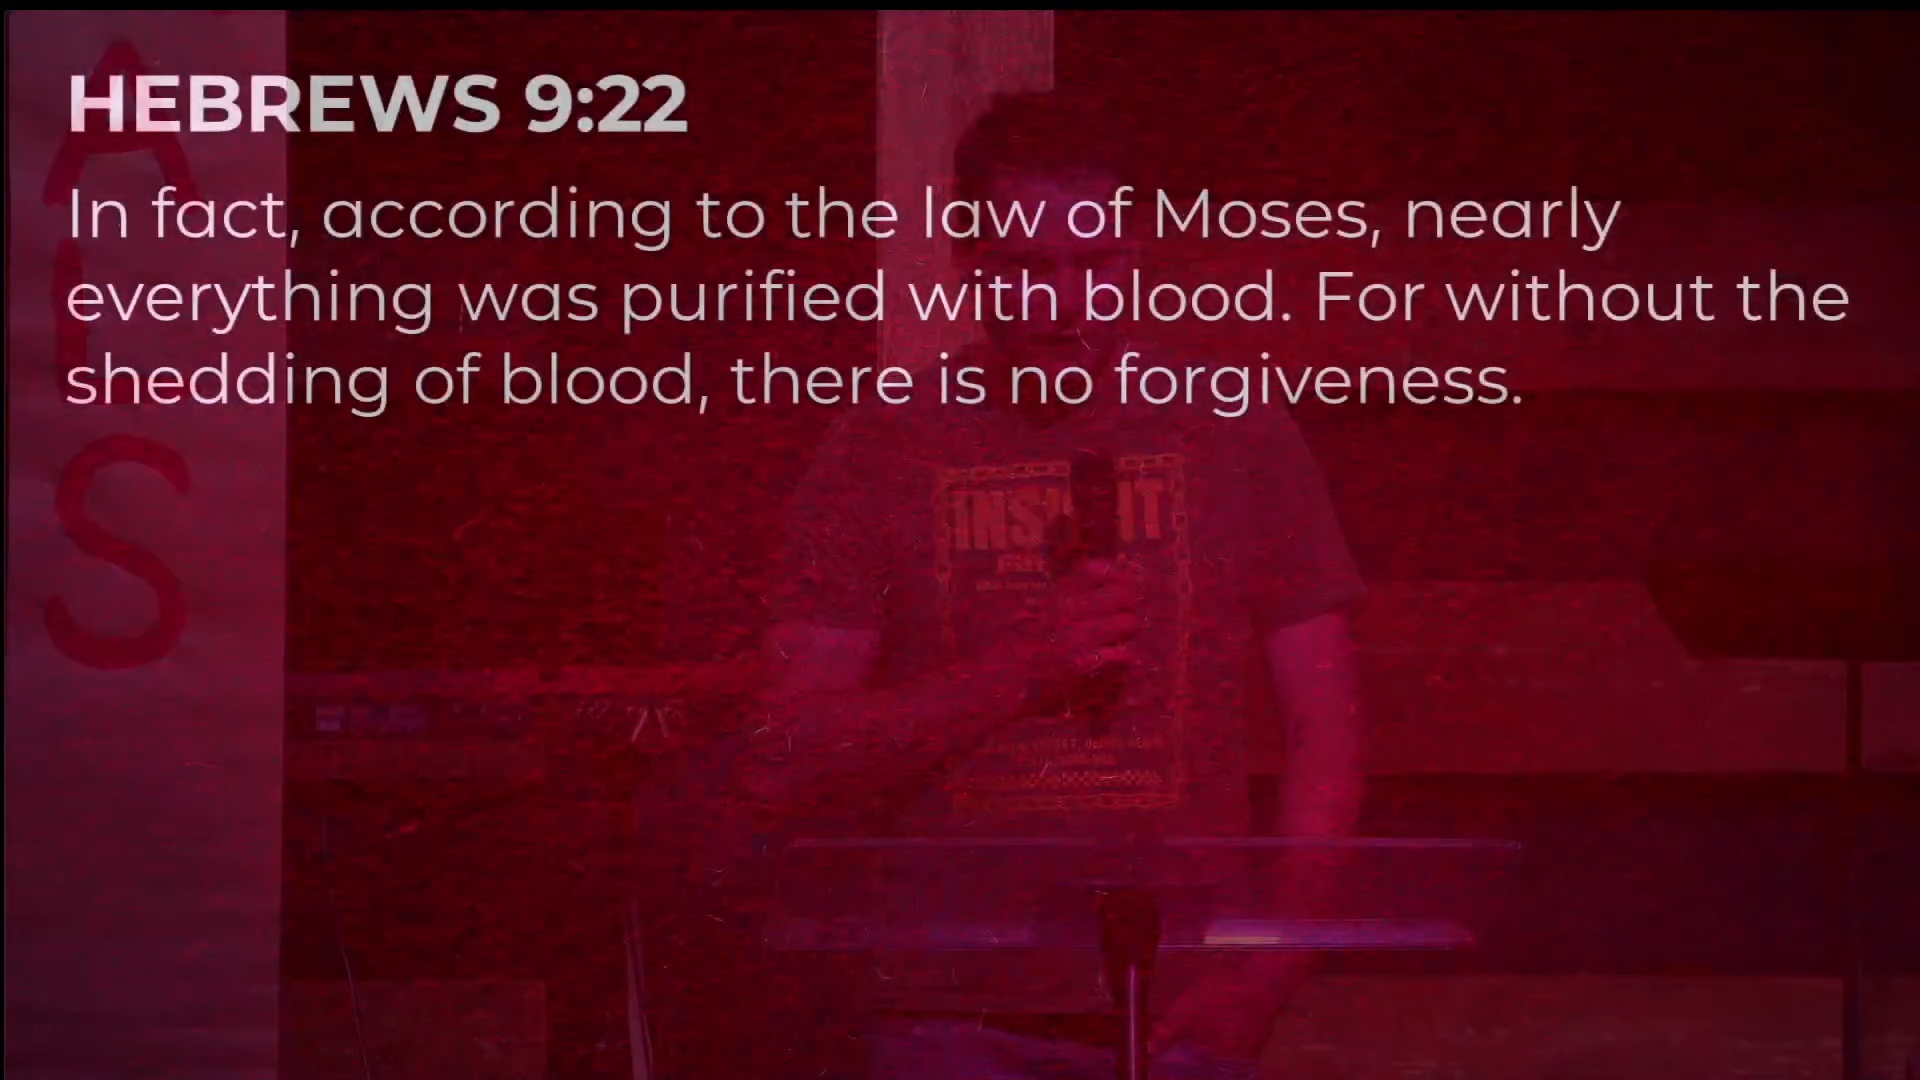 HEBREWS 9:22
In fact, according to the law of Moses, nearly
everything was purified with blood. For without the
shedding of blood, there is no forgiveness.
A
I
S